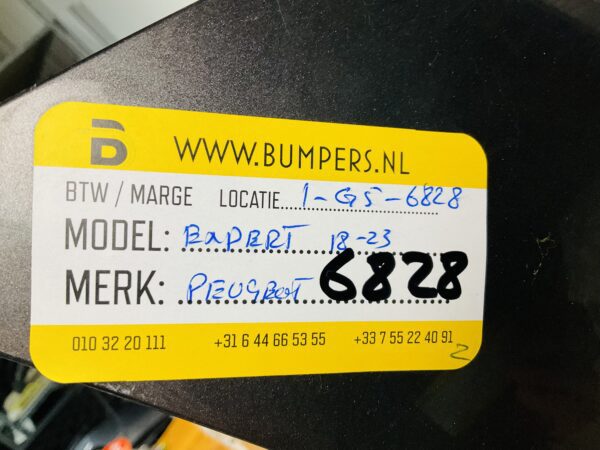 WWW.BUMPERS.NL
BTW / MARGE LOCATIE 1-G5-6828
MODEL: EXPERT 18-23
MERK: PEUGEOT 6828
010 32 20 111 +31 6 44 66 53 55 +33 7 55 22 40 91
2